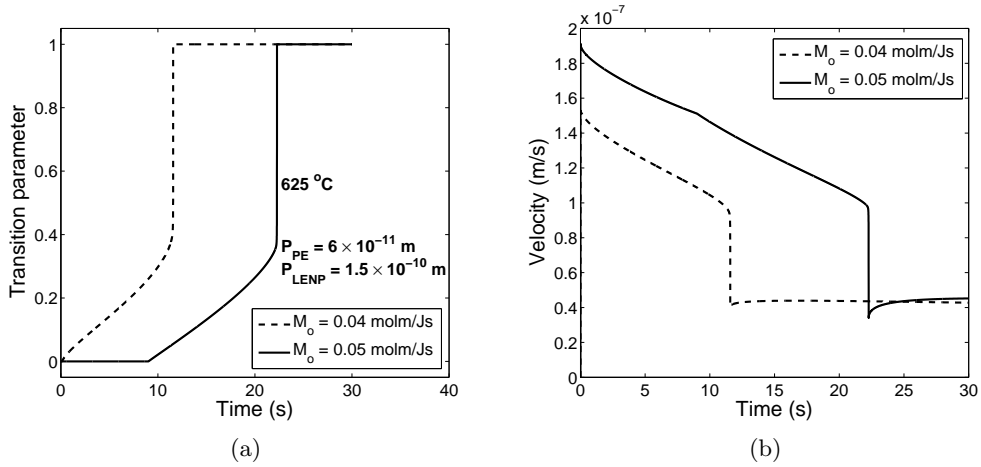 1
0.8
0.6
0.4
0.2
0
Transition parameter
0 10 20 30 40
Time (s)
625 °C
P_PE = 6 × 10⁻¹¹ m
P_LENP = 1.5 × 10⁻¹⁰ m
M_o = 0.04 molm/Js
M_o = 0.05 molm/Js
(a)
x 10⁻⁷
2
1.8
1.6
1.4
1.2
1
0.8
0.6
0.4
0.2
0
Velocity (m/s)
0 5 10 15 20 25 30
Time (s)
M_o = 0.04 molm/Js
M_o = 0.05 molm/Js
(b)